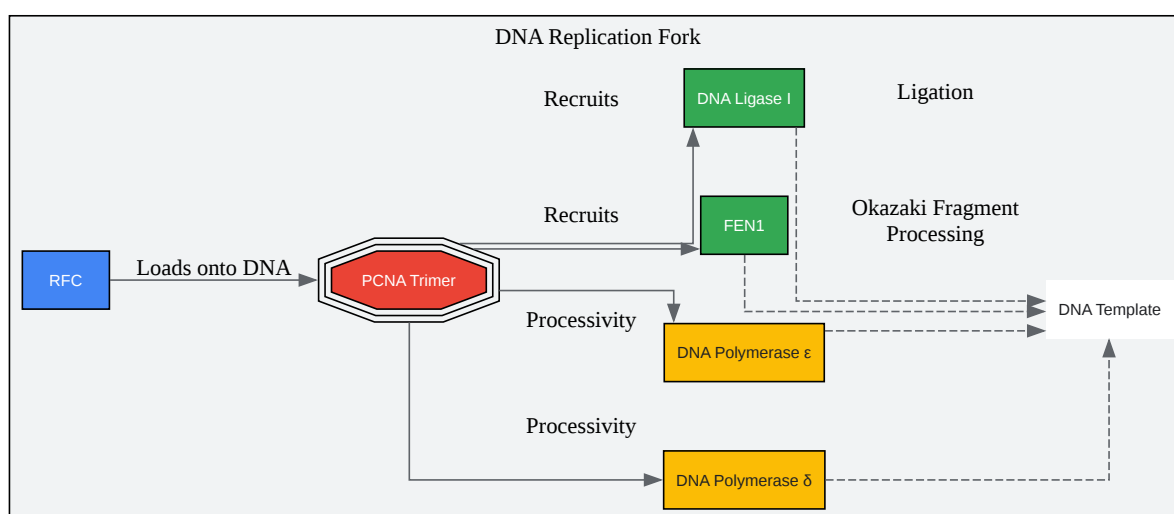 DNA Replication Fork
Recruits
DNA Ligase I
Ligation
Recruits
FEN1
Okazaki Fragment
Processing
RFC
Loads onto DNA
PCNA Trimer
Processivity
DNA Polymerase ε
DNA Template
Processivity
DNA Polymerase δ